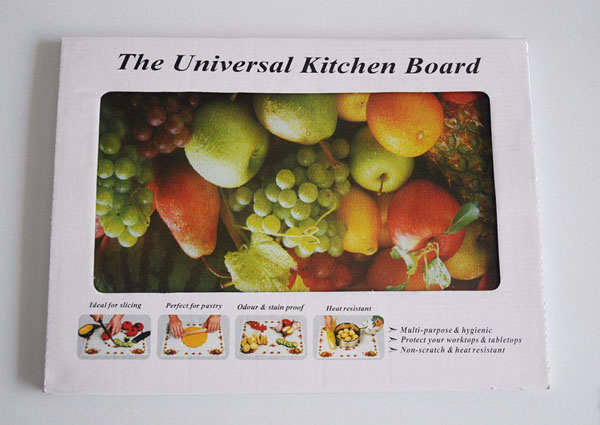 The Universal Kitchen Board
Ideal for slicing
Perfect for pastry
Odour & stain proof
Heat resistant
Multi-purpose & hygienic
Protect your worktops & tabletops
Non-scratch & heat resistant